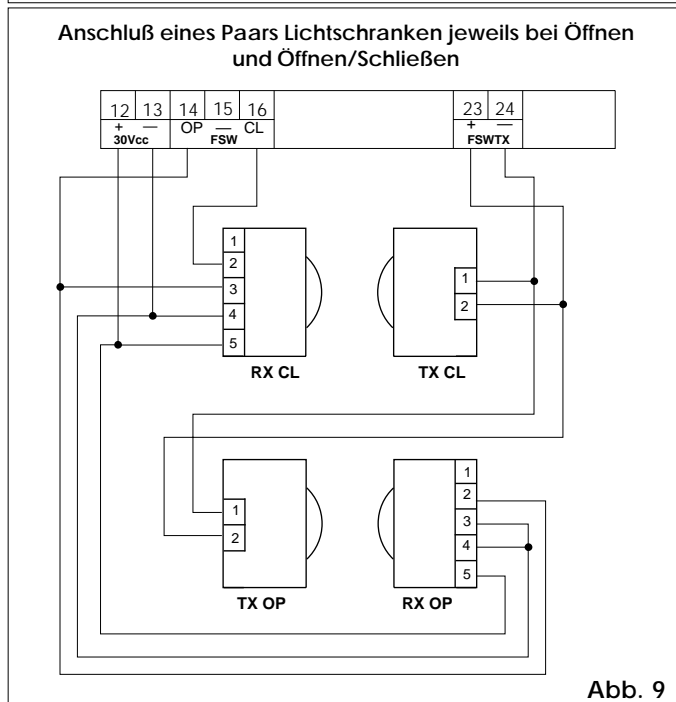 Anschluß eines Paars Lichtschranken jeweils bei Öffnen
und Öffnen/Schließen
12 13 14 15 16 23 24
+ — OP — CL + —
30Vcc FSW FSWTX
1
2
3
4
5
RX CL
1
2
TX CL
1
2
TX OP
1
2
3
4
5
RX OP
Abb. 9